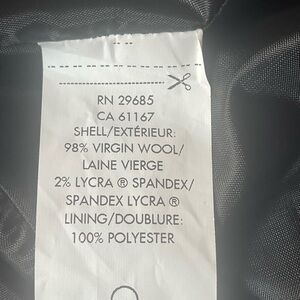 RN 29685
CA 61167
SHELL/EXTÉRIEUR:
98% VIRGIN WOOL/
LAINE VIERGE
2% LYCRA ® SPANDEX/
SPANDEX LYCRA ®
LINING/DOUBLURE:
100% POLYESTER